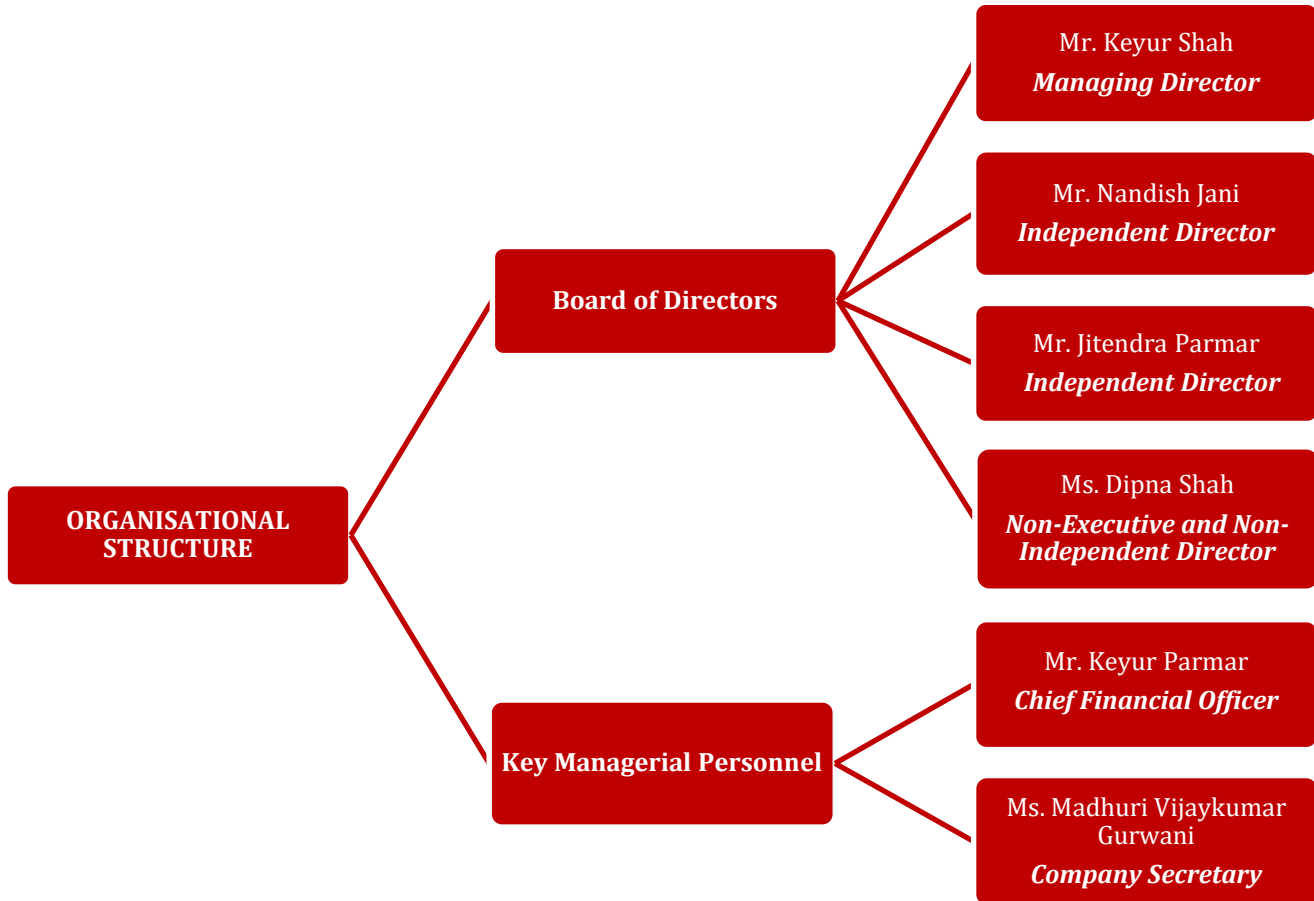 ORGANISATIONAL
STRUCTURE
Board of Directors
Mr. Keyur Shah
Managing Director
Mr. Nandish Jani
Independent Director
Mr. Jitendra Parmar
Independent Director
Ms. Dipna Shah
Non-Executive and Non-
Independent Director
Key Managerial Personnel
Mr. Keyur Parmar
Chief Financial Officer
Ms. Madhuri Vijaykumar
Gurwani
Company Secretary